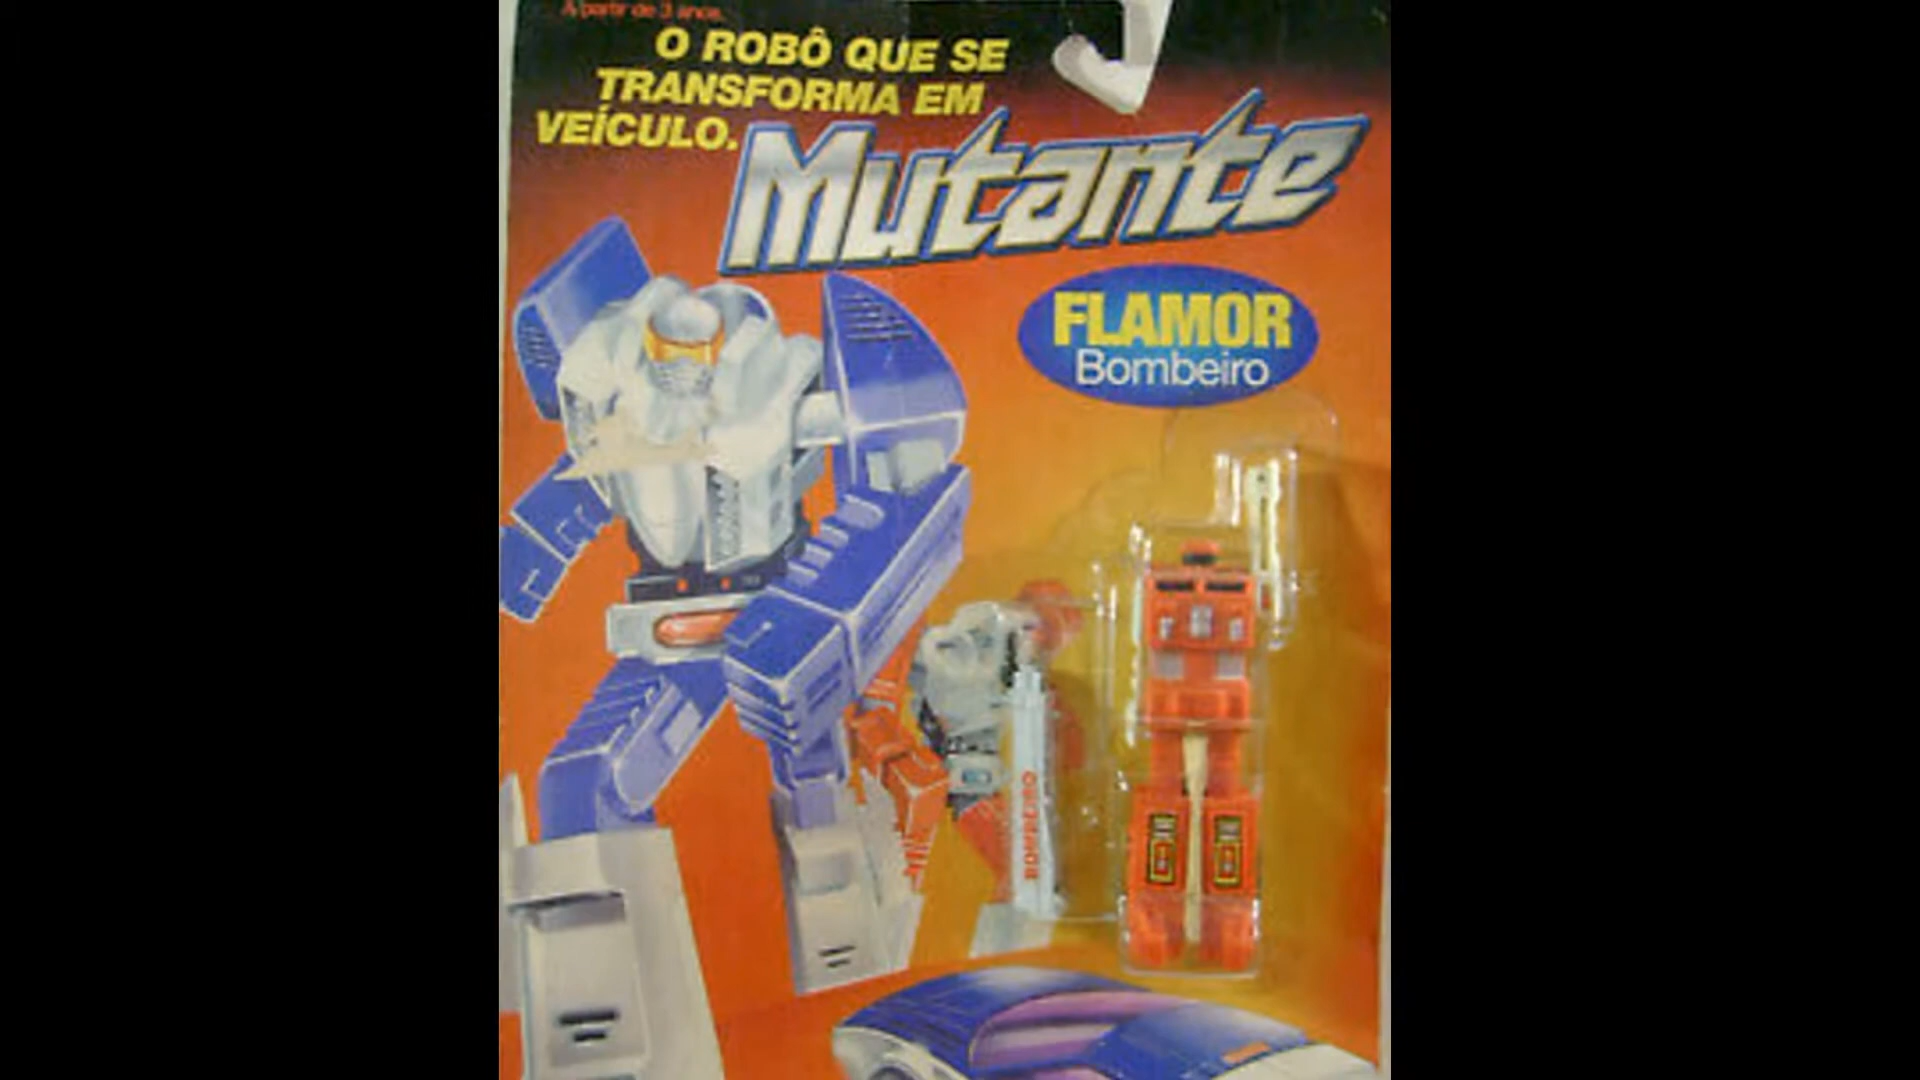 A partir de 3 anos.
O ROBÔ QUE SE
TRANSFORMA EM
VEÍCULO.
Mutante
FLAMOR
Bombeiro
BOMBEIRO